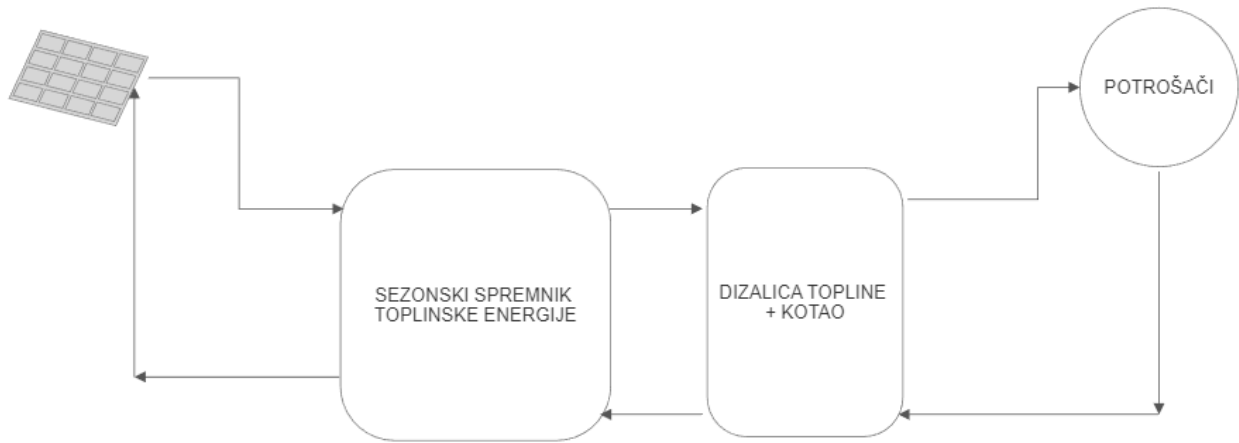 POTROŠAČI
SEZONSKI SPREMNIK
TOPLINSKE ENERGIJE
DIZALICA TOPLINE
+ KOTAO